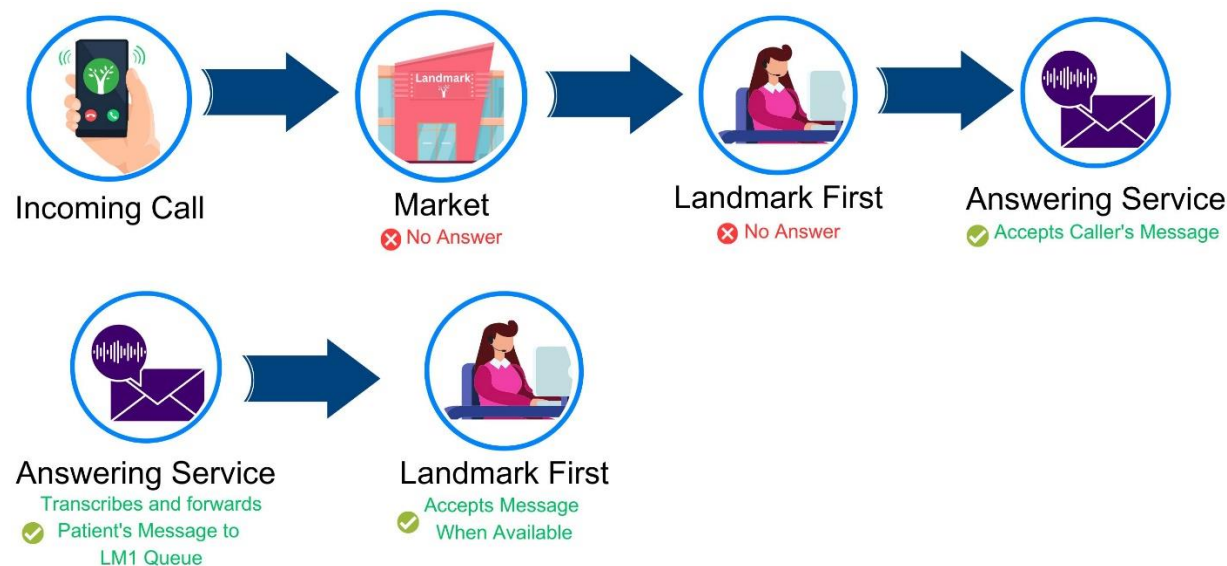 Landmark
Incoming Call
Market
No Answer
Landmark First
No Answer
Answering Service
Accepts Caller's Message
Answering Service
Transcribes and forwards
Patient's Message to
LM1 Queue
Landmark First
Accepts Message
When Available